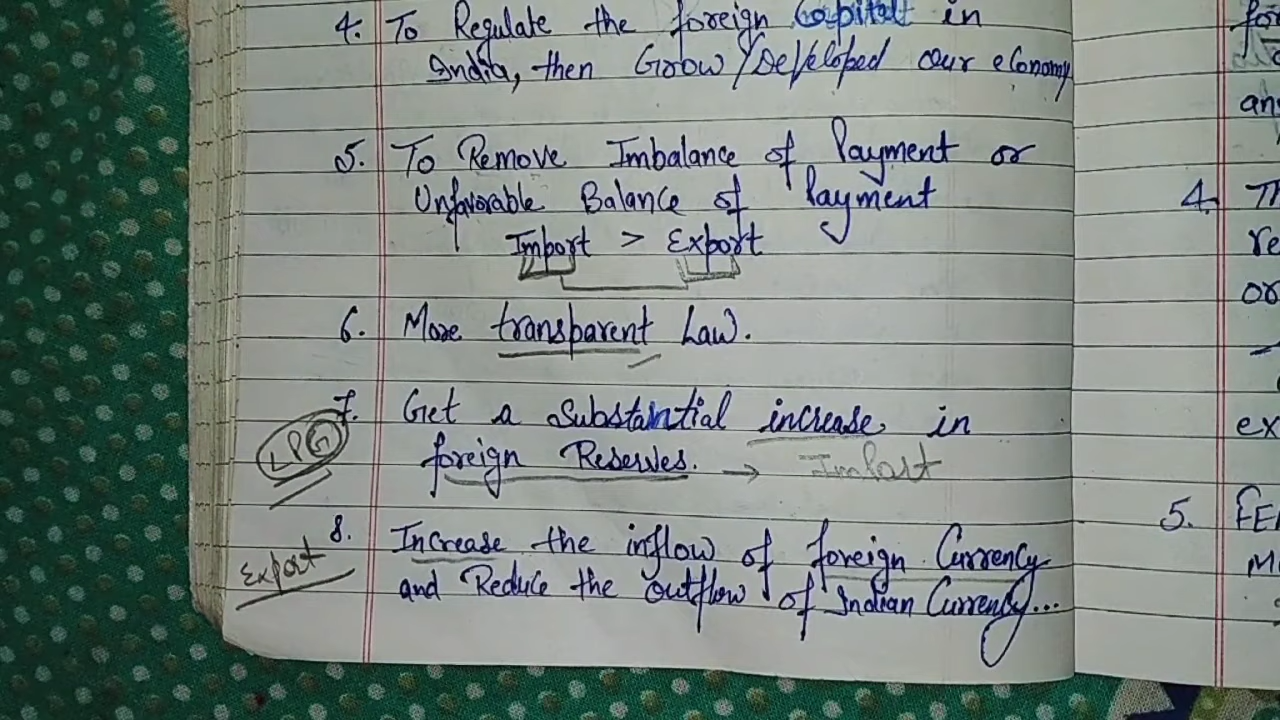 4. To Regulate the foreign Capital in
India, then Grow/Developed our economy
5. To Remove Imbalance of Payment or
Unfavorable Balance of Payment
Import > Export
6. More transparent Law.
7. Get a Substantial increase in
LPG
foreign Reserves. → Import
8. Increase the inflow of foreign Currency
Export
and Reduce the outflow of Indian Currency...
for
any
4. Th
re
or
ex
5. FE
M